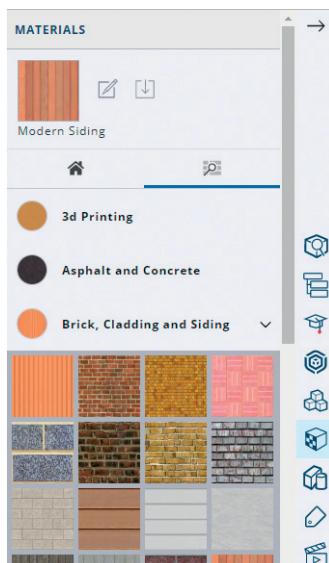 MATERIALS
Modern Siding
3d Printing
Asphalt and Concrete
Brick, Cladding and Siding